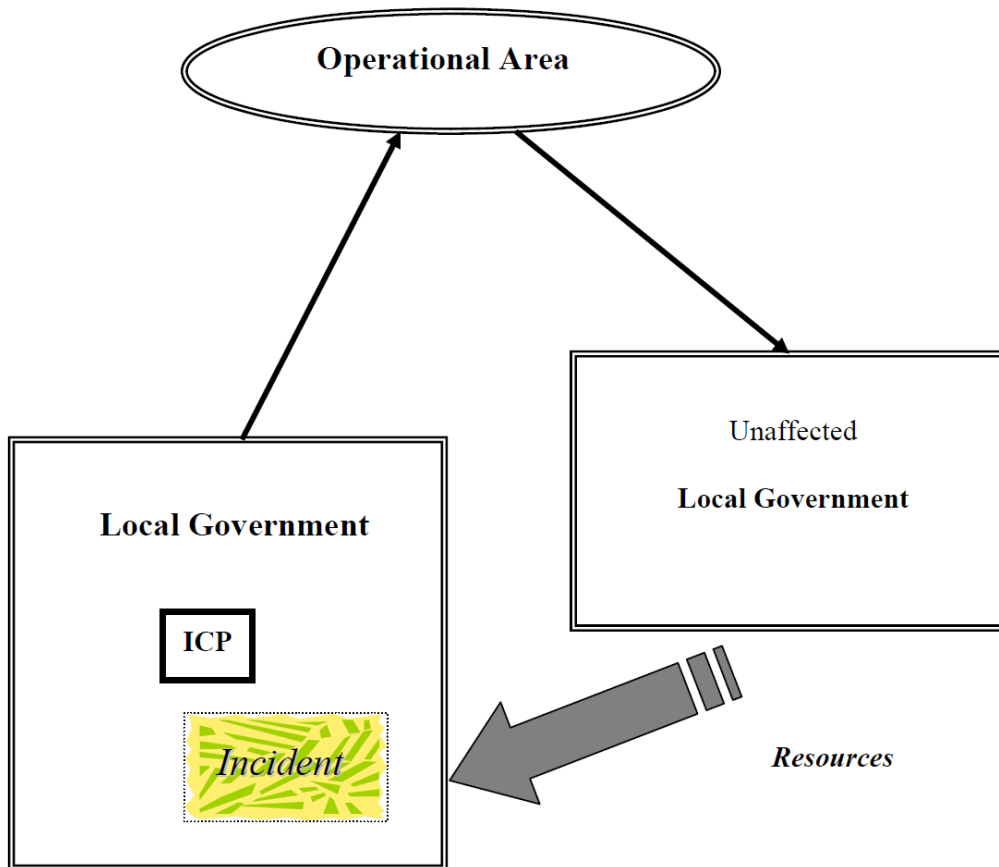 Operational Area
Unaffected
Local Government
Local Government
ICP
Incident
Resources